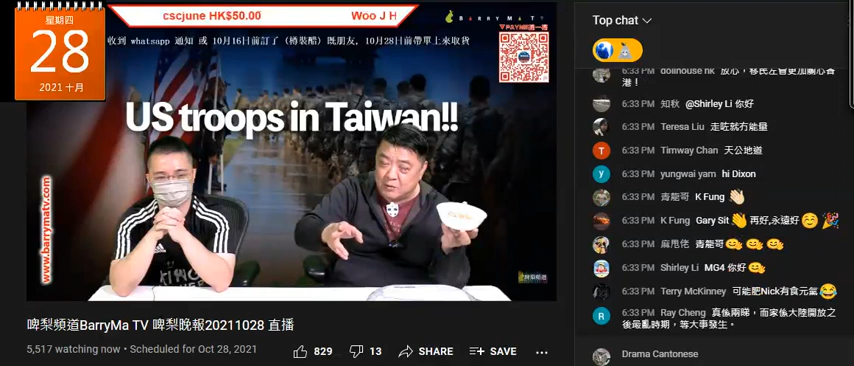 星期四
28
2021 十月
cscjune HK$50.00
Woo J H
BARRYMATV
收到 whatsapp 通知 或 10月16日前訂了 (樽裝醋) 既朋友, 10月28日前帶單上來取貨
US troops in Taiwan!!
www.barrymatv.com
啤梨頻道
啤梨頻道BarryMa TV 啤梨晚報20211028 直播
5,517 watching now • Scheduled for Oct 28, 2021
829
13
SHARE
SAVE
Top chat
6:33 PM dollhouse hk 放心，移民左會更加關心香
港！
6:33 PM 知秋 @Shirley Li 你好
6:33 PM Teresa Liu 走咗就冇能量
6:33 PM Timway Chan 天公地道
6:33 PM yungwai yam hi Dixon
6:33 PM 青龍哥 K Fung 👋🏻
6:33 PM K Fung Gary Sit 👋 再好,永遠好 ☺️ 🎉
6:33 PM 麻甩佬 青龍哥 🤗 🤗 🤗
6:33 PM Shirley Li MG4 你好 🤗
6:33 PM Terry McKinney 可能肥Nick有食元氣 😂
6:33 PM Ray Cheng 真係兩睇，而家係大陸開放之
後最亂時期，等大事發生。
Drama Cantonese